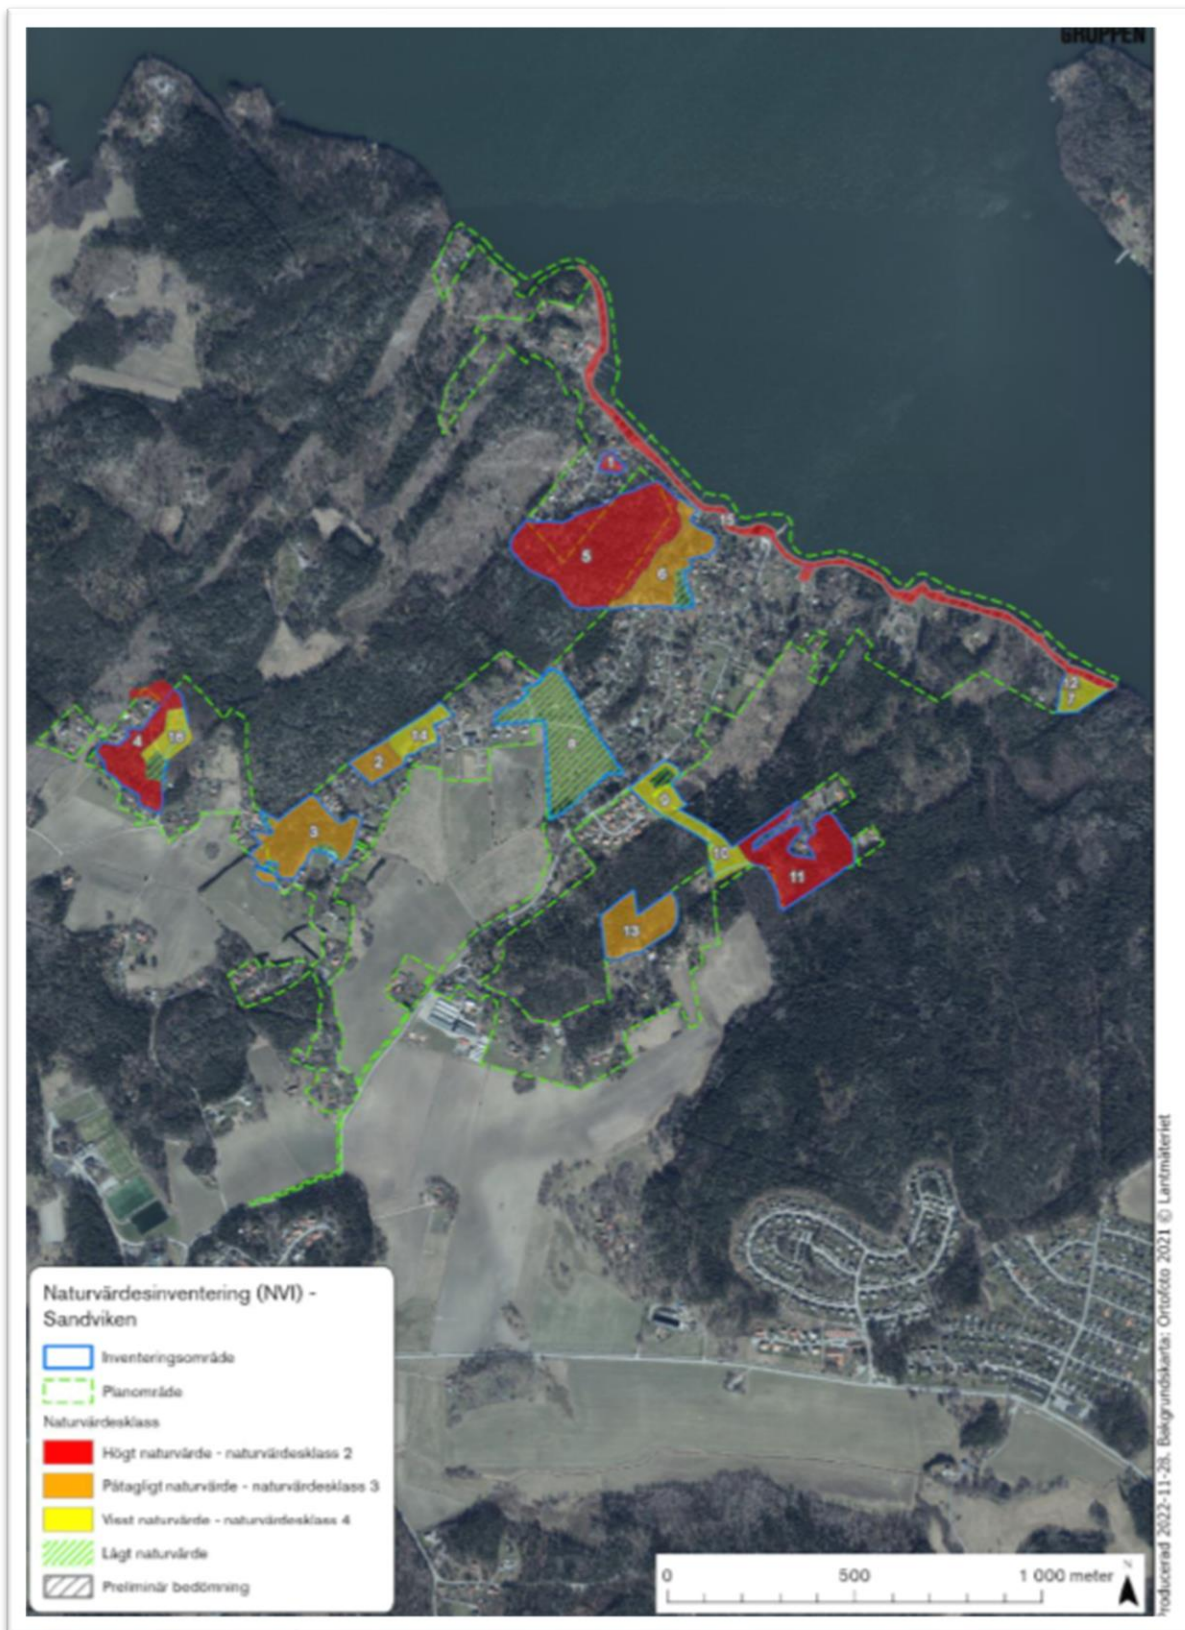 GRUPPEN
1
15
5
6
12
7
4
16
14
2
8
3
9
10
11
13
Naturvärdesinventering (NVI) -
Sandviken
Inventeringsområde
Planområde
Naturvärdesklass
Högt naturvärde - naturvärdesklass 2
Påtagligt naturvärde - naturvärdesklass 3
Visst naturvärde - naturvärdesklass 4
Lågt naturvärde
Preliminär bedömning
0 500 1 000 meter
Producerad 2022-11-28. Bakgrundskarta: Ortofoto 2021 © Lantmäteriet